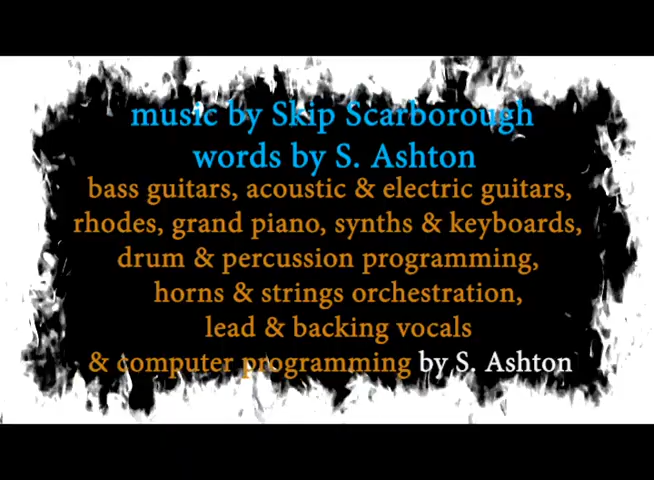 music by Skip Scarborough
words by S. Ashton
bass guitars, acoustic & electric guitars,
rhodes, grand piano, synths & keyboards,
drum & percussion programming,
horns & strings orchestration,
lead & backing vocals
& computer programming by S. Ashton